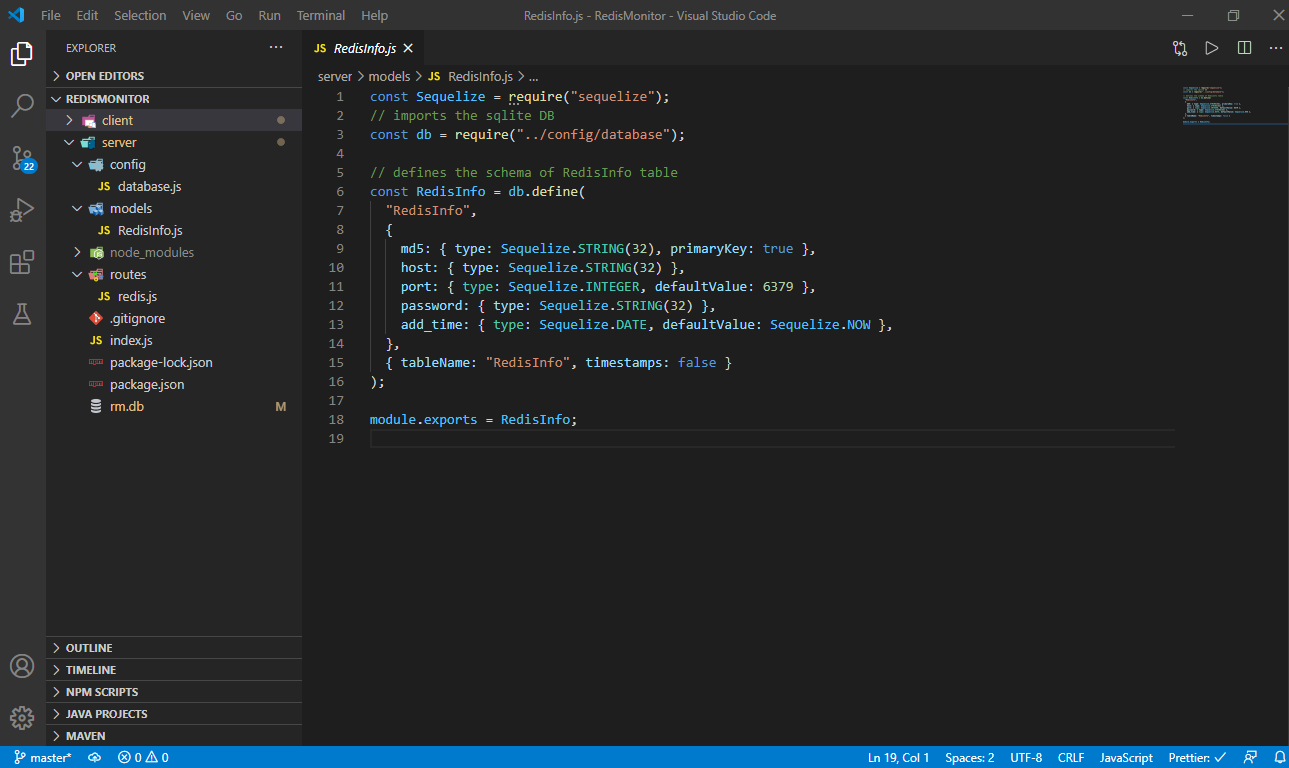 File Edit Selection View Go Run Terminal Help RedisInfo.js - RedisMonitor - Visual Studio Code
EXPLORER
OPEN EDITORS
REDISMONITOR
client
server
config
JS database.js
models
JS RedisInfo.js
node_modules
routes
JS redis.js
.gitignore
JS index.js
package-lock.json
package.json
rm.db M
22
OUTLINE
TIMELINE
NPM SCRIPTS
JAVA PROJECTS
MAVEN
JS RedisInfo.js
server > models > JS RedisInfo.js > ...
1 const Sequelize = require("sequelize");
2 // imports the sqlite DB
3 const db = require("../config/database");
4
5 // defines the schema of RedisInfo table
6 const RedisInfo = db.define(
7 "RedisInfo",
8 {
9 md5: { type: Sequelize.STRING(32), primaryKey: true },
10 host: { type: Sequelize.STRING(32) },
11 port: { type: Sequelize.INTEGER, defaultValue: 6379 },
12 password: { type: Sequelize.STRING(32) },
13 add_time: { type: Sequelize.DATE, defaultValue: Sequelize.NOW },
14 },
15 { tableName: "RedisInfo", timestamps: false }
16 );
17
18 module.exports = RedisInfo;
19
master* 0 0 Ln 19, Col 1 Spaces: 2 UTF-8 CRLF JavaScript Prettier: ✓